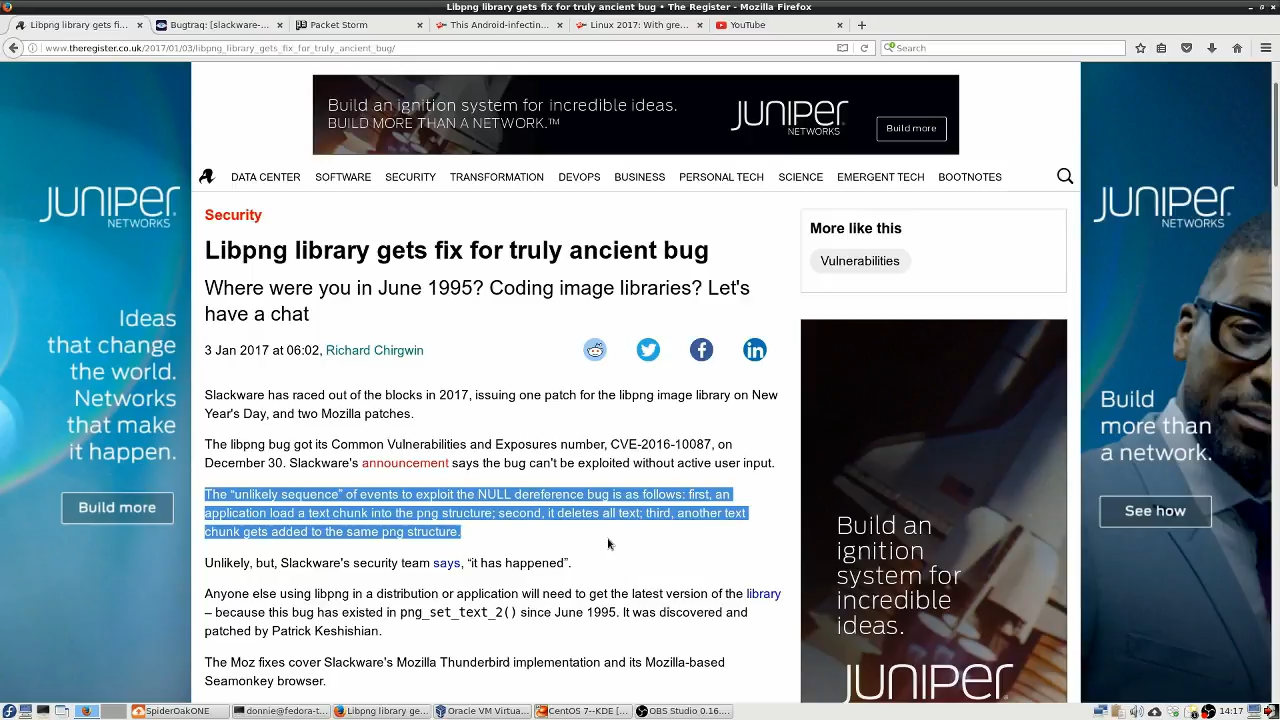 Libpng library gets fix for truly ancient bug • The Register - Mozilla Firefox
Libpng library gets fi...
Bugtraq: [slackware-...
Packet Storm
This Android-infectin...
Linux 2017: With gre...
YouTube
www.theregister.co.uk/2017/01/03/libpng_library_gets_fix_for_truly_ancient_bug/
Search
Build an ignition system for incredible ideas.
BUILD MORE THAN A NETWORK.™
JUNIPER
NETWORKS
Build more
DATA CENTER SOFTWARE SECURITY TRANSFORMATION DEVOPS BUSINESS PERSONAL TECH SCIENCE EMERGENT TECH BOOTNOTES
Security
Libpng library gets fix for truly ancient bug
Where were you in June 1995? Coding image libraries? Let's
have a chat
3 Jan 2017 at 06:02, Richard Chirgwin
Slackware has raced out of the blocks in 2017, issuing one patch for the libpng image library on New
Year's Day, and two Mozilla patches.
The libpng bug got its Common Vulnerabilities and Exposures number, CVE-2016-10087, on
December 30. Slackware's announcement says the bug can't be exploited without active user input.
The “unlikely sequence” of events to exploit the NULL dereference bug is as follows: first, an
application load a text chunk into the png structure; second, it deletes all text; third, another text
chunk gets added to the same png structure.
Unlikely, but, Slackware's security team says, “it has happened”.
Anyone else using libpng in a distribution or application will need to get the latest version of the library
– because this bug has existed in png_set_text_2() since June 1995. It was discovered and
patched by Patrick Keshishian.
The Moz fixes cover Slackware's Mozilla Thunderbird implementation and its Mozilla-based
Seamonkey browser.
More like this
Vulnerabilities
Build an
ignition
system for
incredible
ideas.
JUNIPER
JUNIPER
NETWORKS
Ideas
that change
the world.
Networks
that make
it happen.
Build more
JUNIPER
NETWORKS
Build
more than
a network.
See how
SpiderOakONE
donnie@fedora-t...
Libpng library ge...
Oracle VM Virtua...
CentOS 7--KDE [...
OBS Studio 0.16....
14:17